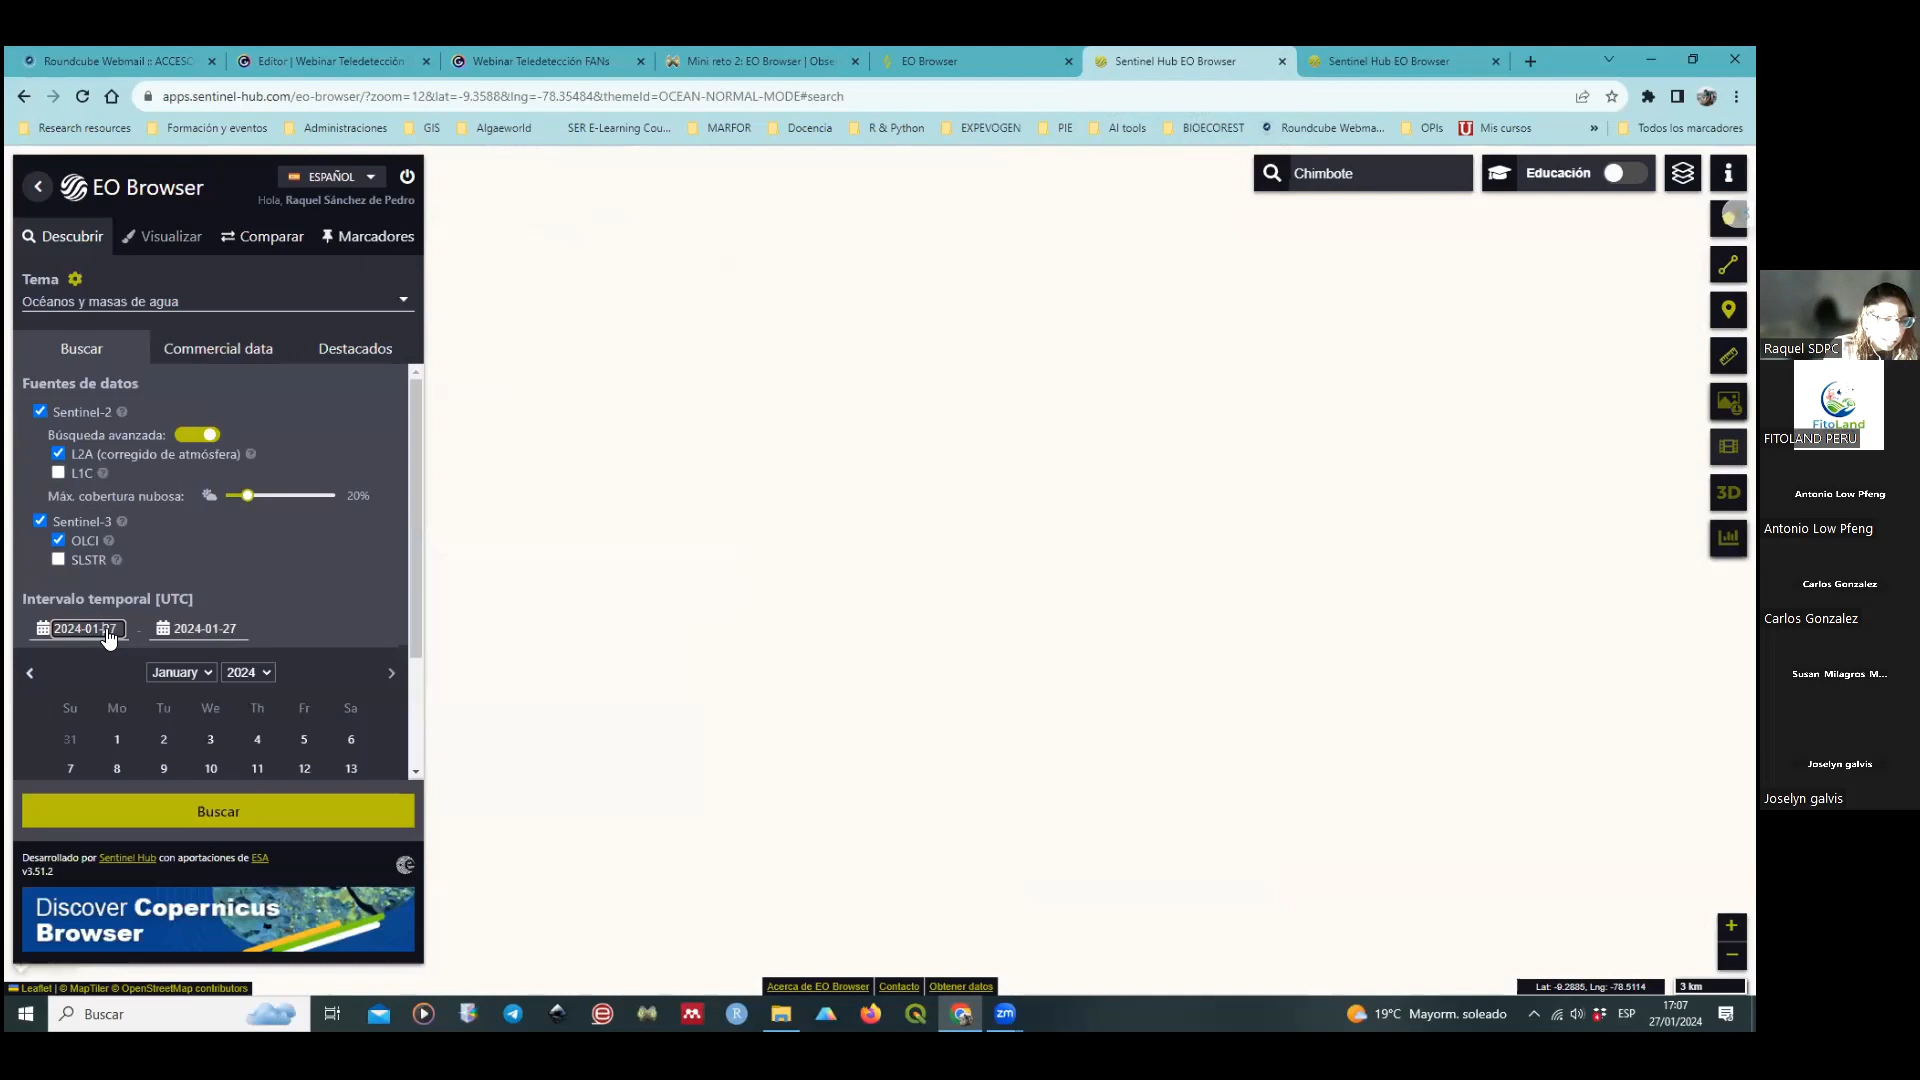 Roundcube Webmail :: ACCESO
Editor | Webinar Teledetección
Webinar Teledetección FANs
Mini reto 2: EO Browser | Obse
EO Browser
Sentinel Hub EO Browser
Sentinel Hub EO Browser
apps.sentinel-hub.com/eo-browser/?zoom=12&lat=-9.3588&lng=-78.35484&themeId=OCEAN-NORMAL-MODE#search
Research resources
Formación y eventos
Administraciones
GIS
Algaeworld
SER E-Learning Cou...
MARFOR
Docencia
R & Python
EXPEVOGEN
PIE
AI tools
BIOECOREST
Roundcube Webma...
OPIs
Mis cursos
»
Todos los marcadores
EO Browser
ESPAÑOL
Hola, Raquel Sánchez de Pedro
Descubrir
Visualizar
Comparar
Marcadores
Tema
Océanos y masas de agua
Buscar
Commercial data
Destacados
Fuentes de datos
Sentinel-2
Búsqueda avanzada:
L2A (corregido de atmósfera)
L1C
Máx. cobertura nubosa:
20%
Sentinel-3
OLCI
SLSTR
Intervalo temporal [UTC]
2024-01-27 - 2024-01-27
January 2024
Su Mo Tu We Th Fr Sa
31 1 2 3 4 5 6
7 8 9 10 11 12 13
Buscar
Desarrollado por Sentinel Hub con aportaciones de ESA
v3.51.2
Discover Copernicus
Browser
Leaflet | © MapTiler © OpenStreetMap contributors
Chimbote
Educación
3D
+
−
Acerca de EO Browser
Contacto
Obtener datos
Lat: -9.2885, Lng: -78.5114
3 km
Buscar
zm
19°C Mayorm. soleado
ESP
17:07
27/01/2024
Raquel SDPC
FitoLand
FITOLAND PERU
Antonio Low Pfeng
Antonio Low Pfeng
Carlos Gonzalez
Carlos Gonzalez
Susan Milagros M...
Joselyn galvis
Joselyn galvis